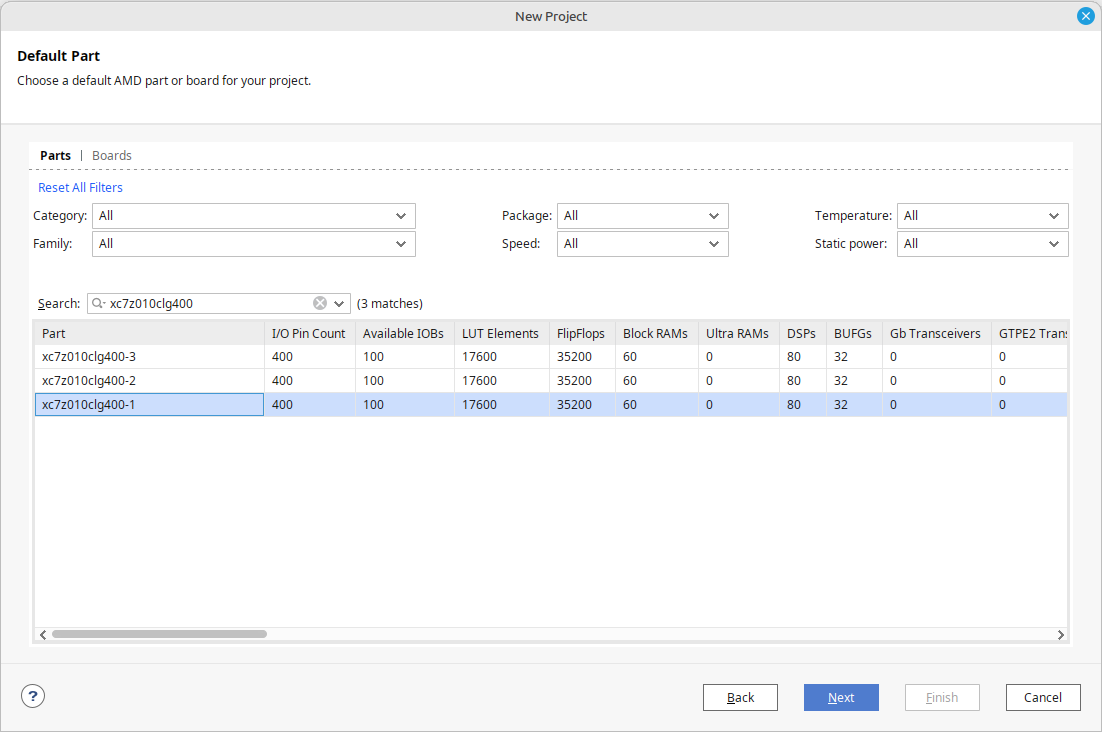 New Project
Default Part
Choose a default AMD part or board for your project.
Parts | Boards
Reset All Filters
Category: All Package: All Temperature: All
Family: All Speed: All Static power: All
Search: xc7z010clg400 (3 matches)
Part I/O Pin Count Available IOBs LUT Elements FlipFlops Block RAMs Ultra RAMs DSPs BUFGs Gb Transceivers GTPE2 Trans
xc7z010clg400-3 400 100 17600 35200 60 0 80 32 0 0
xc7z010clg400-2 400 100 17600 35200 60 0 80 32 0 0
xc7z010clg400-1 400 100 17600 35200 60 0 80 32 0 0
? Back Next Finish Cancel